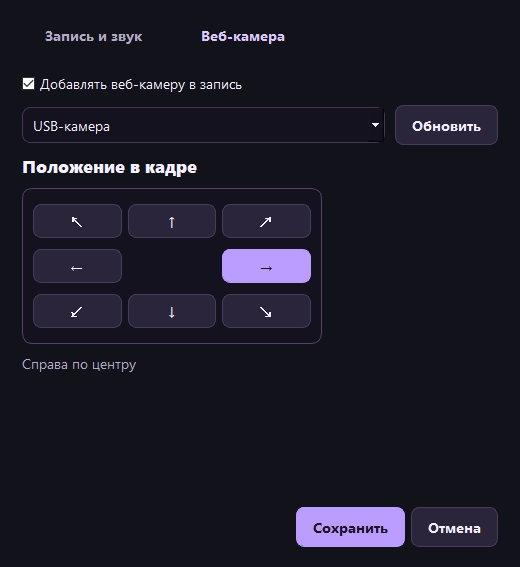 Запись и звук Веб-камера
Добавлять веб-камеру в запись
USB-камера Обновить
Положение в кадре
↖ ↑ ↗
← →
↙ ↓ ↘
Справа по центру
Сохранить Отмена